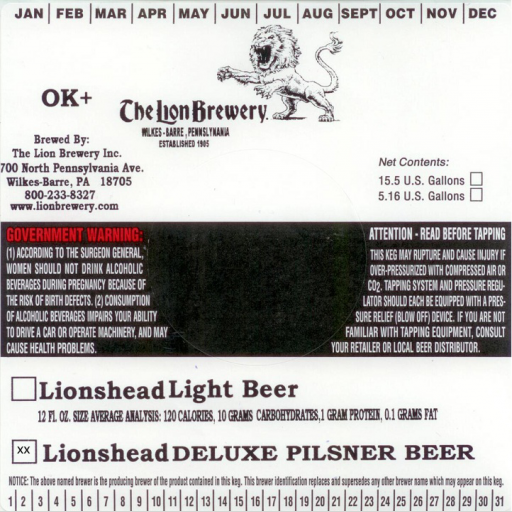 JAN | FEB | MAR | APR | MAY | JUN | JUL | AUG | SEPT | OCT | NOV | DEC
OK+
The Lion Brewery.
WILKES-BARRE, PENNSLYNANIA
ESTABLISHED 1905
Brewed By:
The Lion Brewery Inc.
700 North Pennsylvania Ave.
Wilkes-Barre, PA 18705
800-233-8327
www.lionbrewery.com
Net Contents:
15.5 U.S. Gallons
5.16 U.S. Gallons
GOVERNMENT WARNING:
(1) ACCORDING TO THE SURGEON GENERAL,
WOMEN SHOULD NOT DRINK ALCOHOLIC
BEVERAGES DURING PREGNANCY BECAUSE OF
THE RISK OF BIRTH DEFECTS. (2) CONSUMPTION
OF ALCOHOLIC BEVERAGES IMPAIRS YOUR ABILITY
TO DRIVE A CAR OR OPERATE MACHINERY, AND MAY
CAUSE HEALTH PROBLEMS.
ATTENTION - READ BEFORE TAPPING
THIS KEG MAY RUPTURE AND CAUSE INJURY IF
OVER-PRESSURIZED WITH COMPRESSED AIR OR
CO2. TAPPING SYSTEM AND PRESSURE REGU-
LATOR SHOULD EACH BE EQUIPPED WITH A PRES-
SURE RELIEF (BLOW OFF) DEVICE. IF YOU ARE NOT
FAMILIAR WITH TAPPING EQUIPMENT, CONSULT
YOUR RETAILER OR LOCAL BEER DISTRIBUTOR.
Lionshead Light Beer
12 FL. OZ. SIZE AVERAGE ANALYSIS: 120 CALORIES, 10 GRAMS CARBOHYDRATES, 1 GRAM PROTEIN, 0.1 GRAMS FAT
XX Lionshead DELUXE PILSNER BEER
NOTICE: The above named brewer is the producing brewer of the product contained in this keg. This brewer identification replaces and supersedes any other brewer name which may appear on this keg.
1 | 2 | 3 | 4 | 5 | 6 | 7 | 8 | 9 | 10 | 11 | 12 | 13 | 14 | 15 | 16 | 17 | 18 | 19 | 20 | 21 | 22 | 23 | 24 | 25 | 26 | 27 | 28 | 29 | 30 | 31